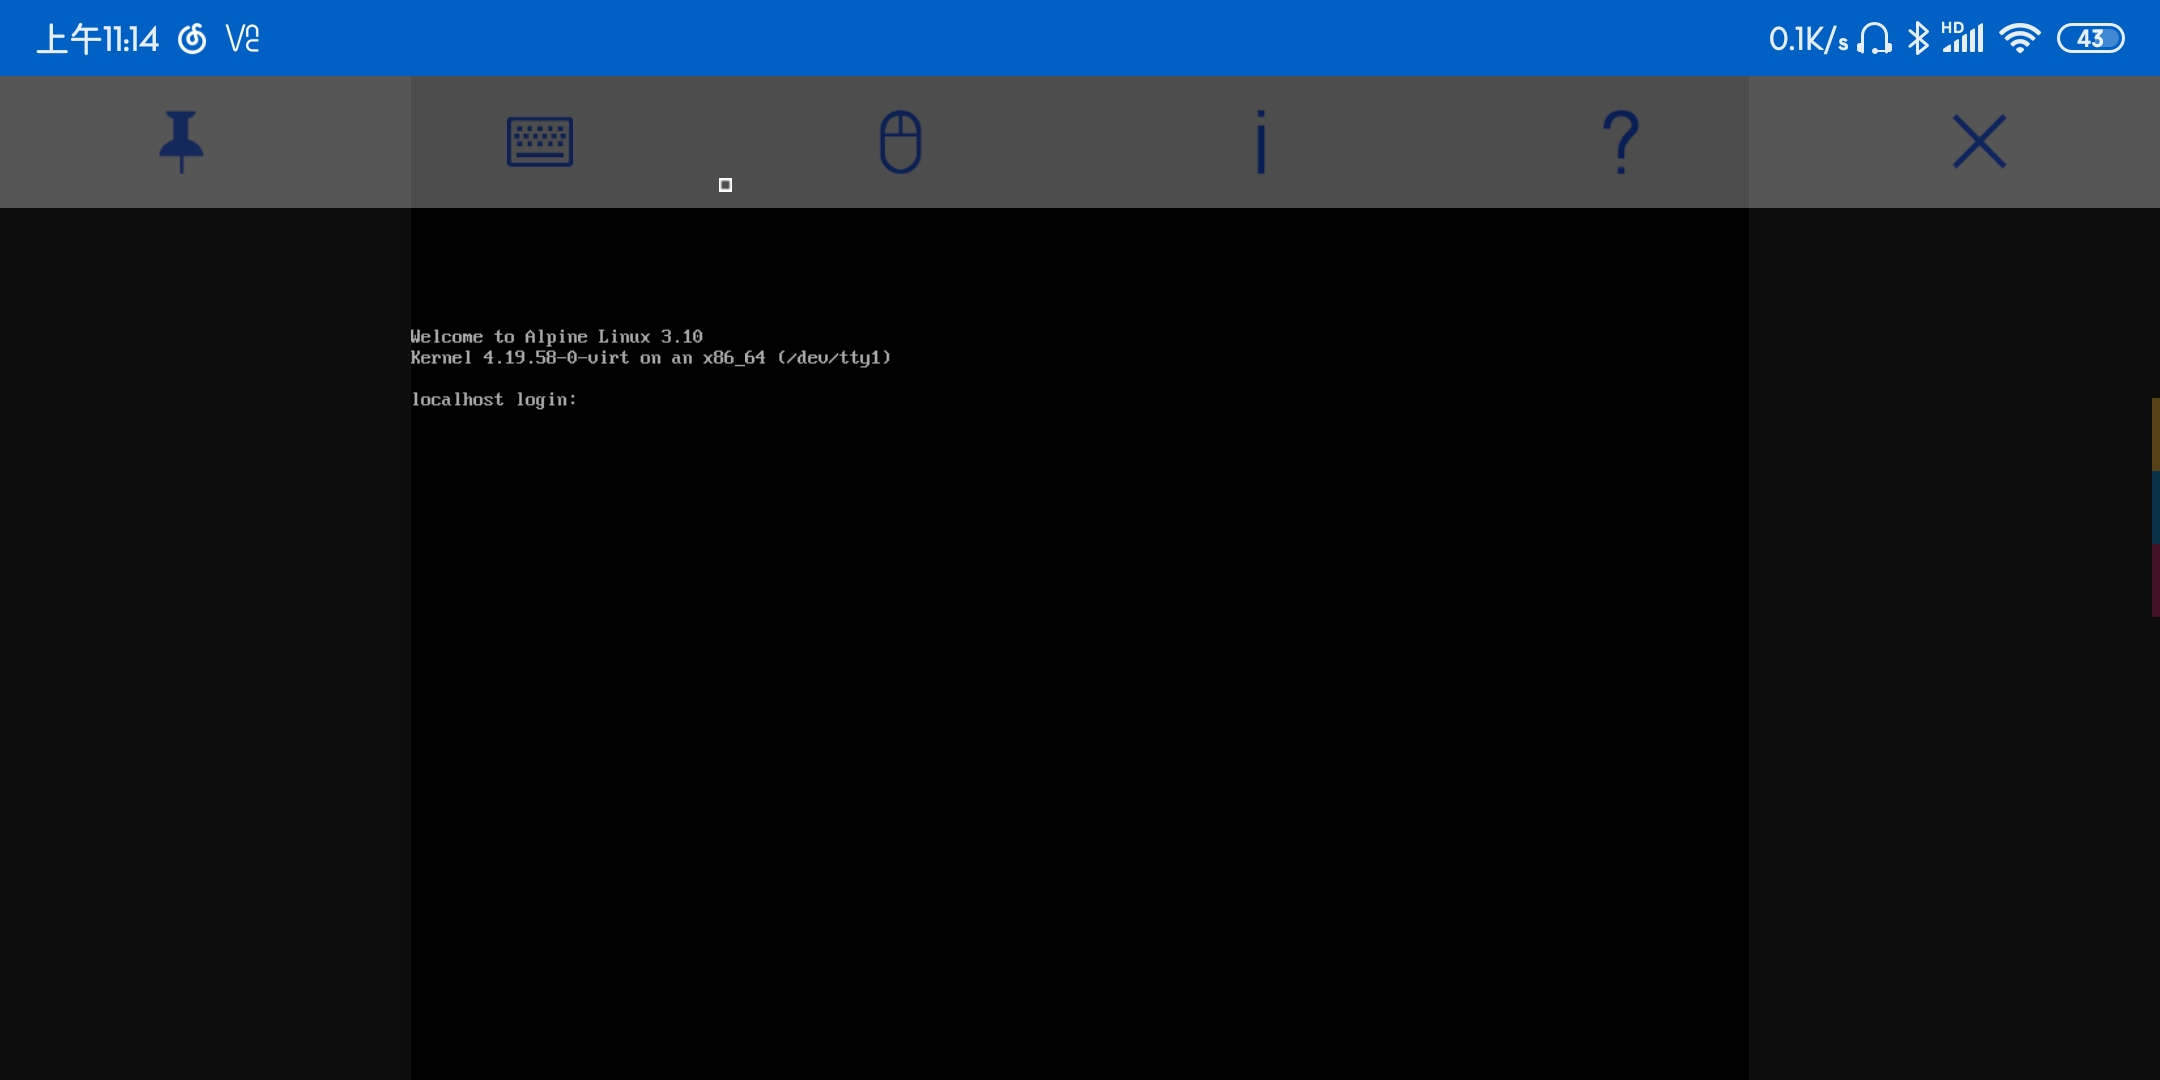 上午11:14 Vnc 0.1K/s HD 43
i ?
Welcome to Alpine Linux 3.10
Kernel 4.19.58-0-virt on an x86_64 (/dev/tty1)
localhost login: